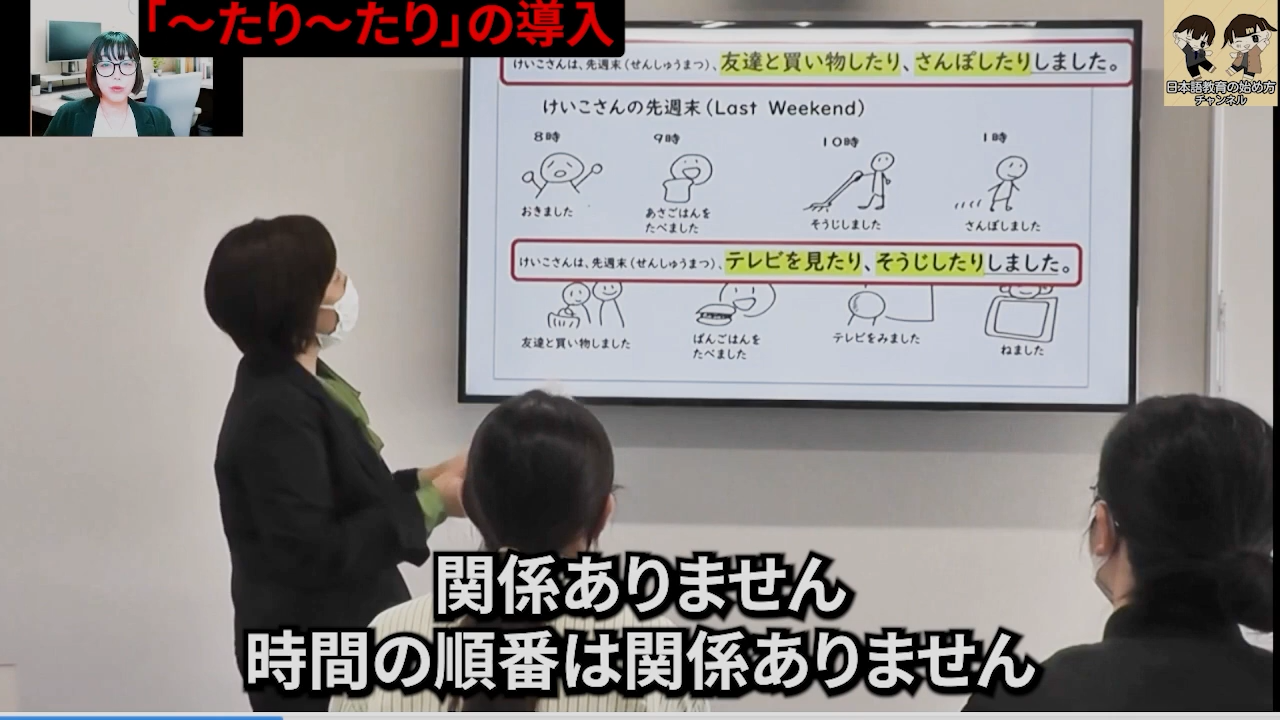 「～たり～たり」の導入
日本語教育の始め方
チャンネル
けいこさんは、先週末(せんしゅうまつ)、友達と買い物したり、さんぽしたりしました。
けいこさんの先週末(Last Weekend)
8時 9時 10時 1時
おきました あさごはんを そうじしました さんぽしました
たべました
けいこさんは、先週末(せんしゅうまつ)、テレビを見たり、そうじしたりしました。
友達と買い物しました ばんごはんを テレビをみました ねました
たべました
関係ありません
時間の順番は関係ありません